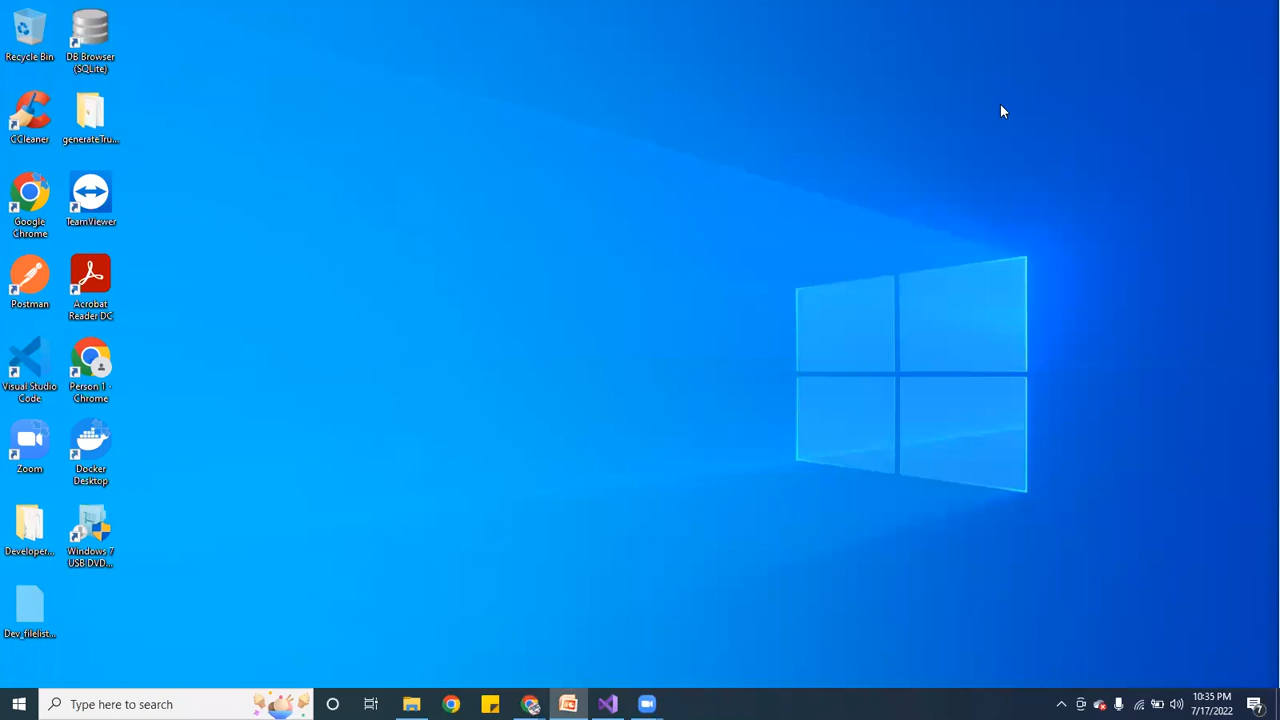 Recycle Bin
DB Browser
(SQLite)
CCleaner
generateTru...
Google
Chrome
TeamViewer
Postman
Acrobat
Reader DC
Visual Studio
Code
Person 1 -
Chrome
Zoom
Docker
Desktop
Developer...
Windows 7
USB DVD...
Dev_filelist...
Type here to search
10:35 PM
7/17/2022
7